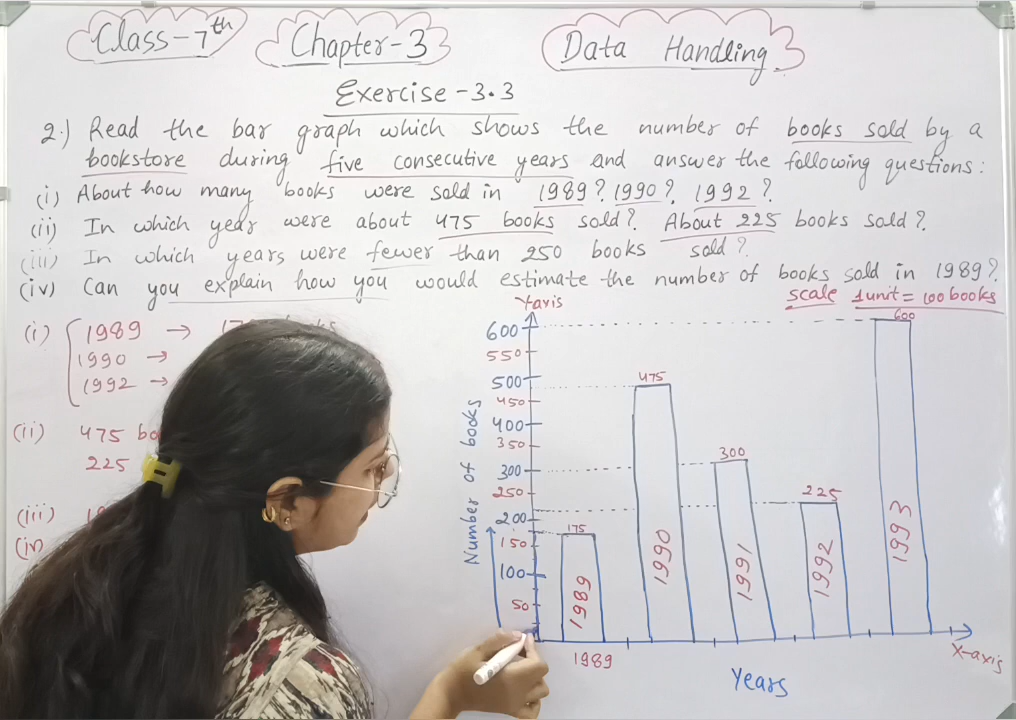 Class-7th Chapter-3 Data Handling
Exercise-3.3
2.) Read the bar graph which shows the number of books sold by a
bookstore during five consecutive years and answer the following questions:
(i) About how many books were sold in 1989? 1990? 1992?
(ii) In which year were about 475 books sold? About 225 books sold?
(iii) In which years were fewer than 250 books sold?
(iv) Can you explain how you would estimate the number of books sold in 1989?
scale 1unit = 100 books
Y-axis
(i) 1989 →
1990 →
1992 →
(ii) 475
225
(iii)
Number of books
600
550
500
450
400
350
300
250
200
150
100
50
175
475
300
225
600
1989
1990
1991
1992
1993
1989
X-axis
Years